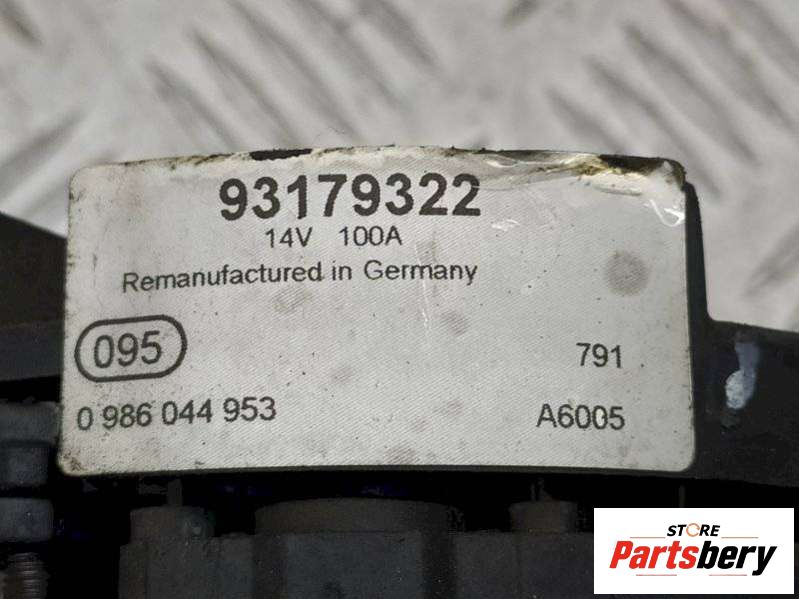 93179322
14V 100A
Remanufactured in Germany
095
791
0 986 044 953
A6005
STORE
Partsbery